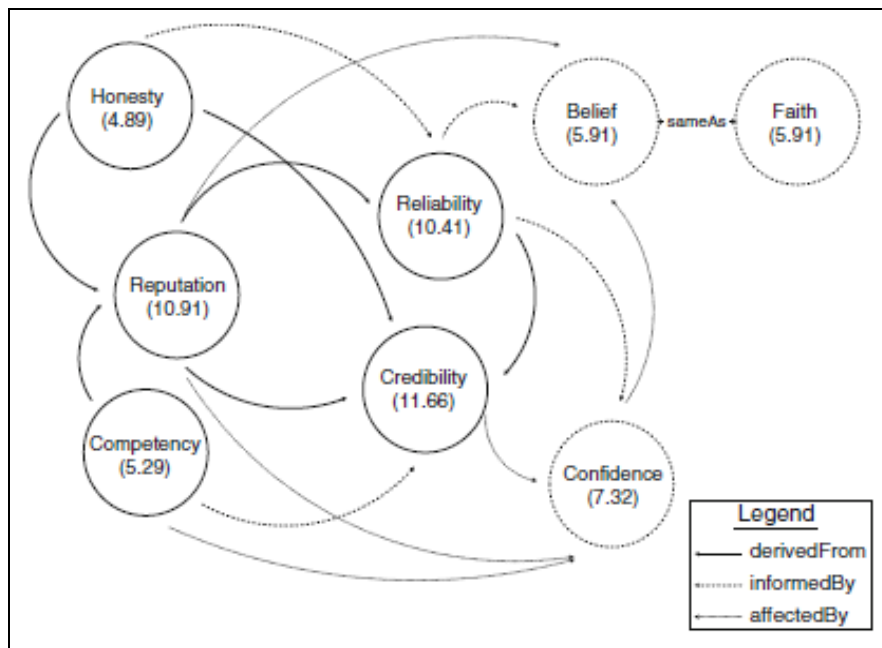 Honesty
(4.89)
Belief
(5.91)
sameAs
Faith
(5.91)
Reliability
(10.41)
Reputation
(10.91)
Credibility
(11.66)
Competency
(5.29)
Confidence
(7.32)
Legend
derivedFrom
informedBy
affectedBy